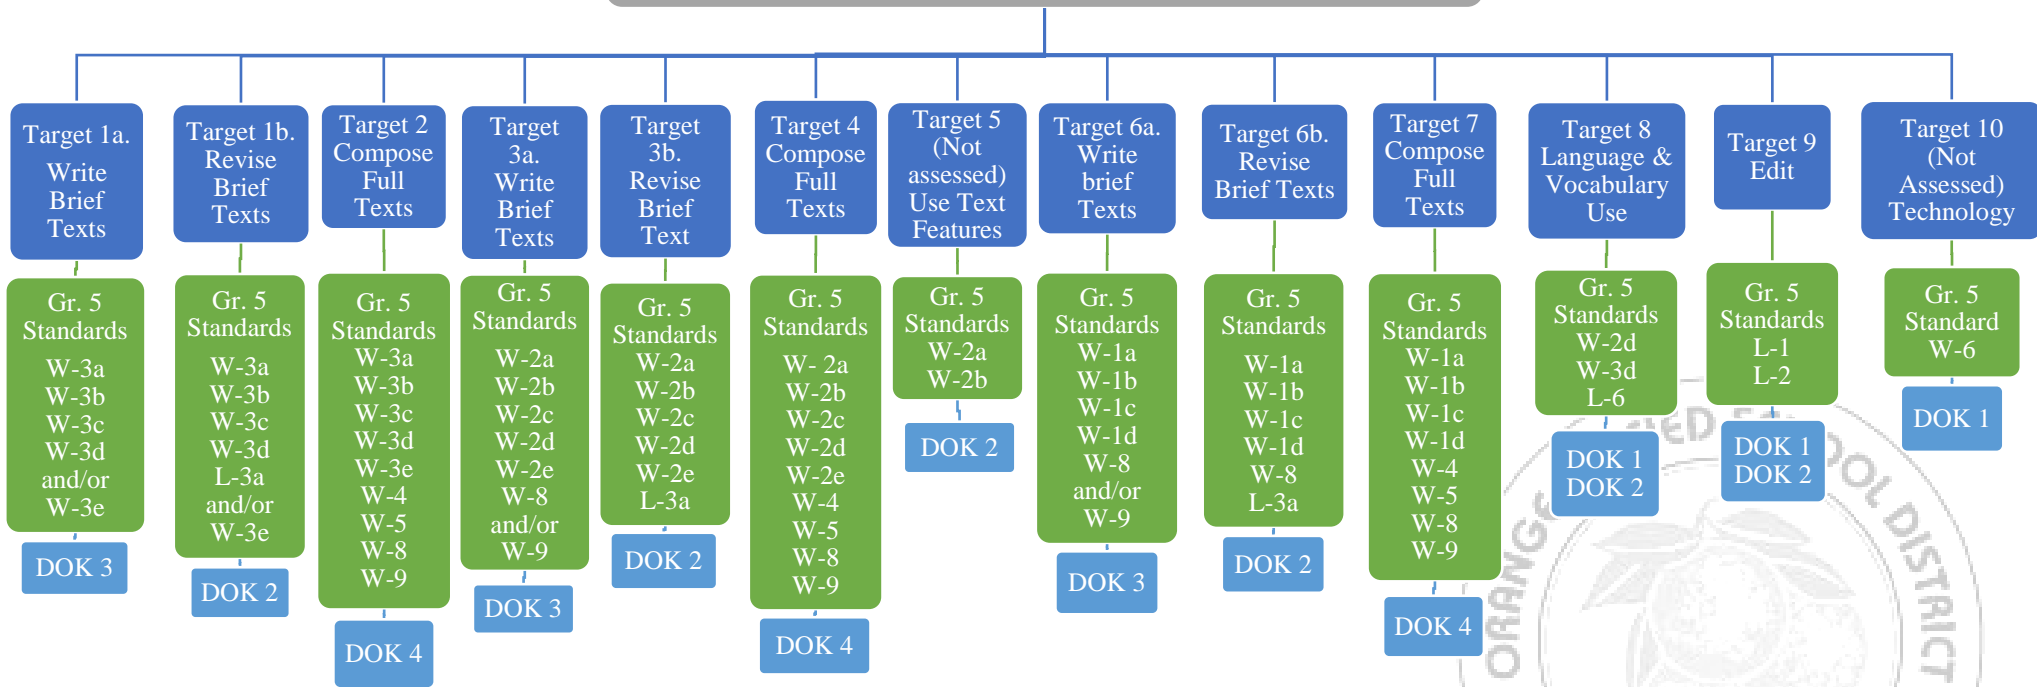 Target 1a.
Write
Brief
Texts
Gr. 5
Standards
W-3a
W-3b
W-3c
W-3d
and/or
W-3e
DOK 3
Target 1b.
Revise
Brief
Texts
Gr. 5
Standards
W-3a
W-3b
W-3c
W-3d
L-3a
and/or
W-3e
DOK 2
Target 2
Compose
Full
Texts
Gr. 5
Standards
W-3a
W-3b
W-3c
W-3d
W-3e
W-4
W-5
W-8
W-9
DOK 4
Target
3a.
Write
Brief
Texts
Gr. 5
Standards
W-2a
W-2b
W-2c
W-2d
W-2e
W-8
and/or
W-9
DOK 3
Target
3b.
Revise
Brief
Text
Gr. 5
Standards
W-2a
W-2b
W-2c
W-2d
W-2e
L-3a
DOK 2
Target 4
Compose
Full
Texts
Gr. 5
Standards
W- 2a
W-2b
W-2c
W-2d
W-2e
W-4
W-5
W-8
W-9
DOK 4
Target 5
(Not
assessed)
Use Text
Features
Gr. 5
Standards
W-2a
W-2b
DOK 2
Target 6a.
Write
brief
Texts
Gr. 5
Standards
W-1a
W-1b
W-1c
W-1d
W-8
and/or
W-9
DOK 3
Target 6b.
Revise
Brief Texts
Gr. 5
Standards
W-1a
W-1b
W-1c
W-1d
W-8
L-3a
DOK 2
Target 7
Compose
Full
Texts
Gr. 5
Standards
W-1a
W-1b
W-1c
W-1d
W-4
W-5
W-8
W-9
DOK 4
Target 8
Language &
Vocabulary
Use
Gr. 5
Standards
W-2d
W-3d
L-6
DOK 1
DOK 2
Target 9
Edit
Gr. 5
Standards
L-1
L-2
DOK 1
DOK 2
Target 10
(Not
Assessed)
Technology
Gr. 5
Standard
W-6
DOK 1
ORANGE
DISTRICT